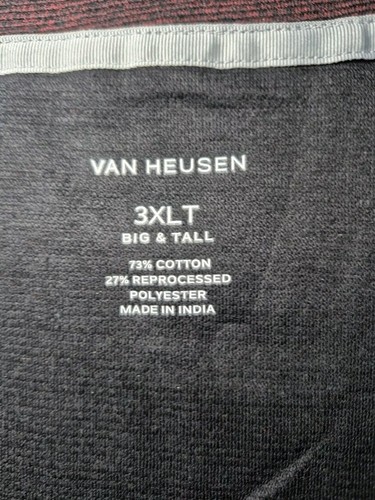 VAN HEUSEN
3XLT
BIG & TALL
73% COTTON
27% REPROCESSED
POLYESTER
MADE IN INDIA